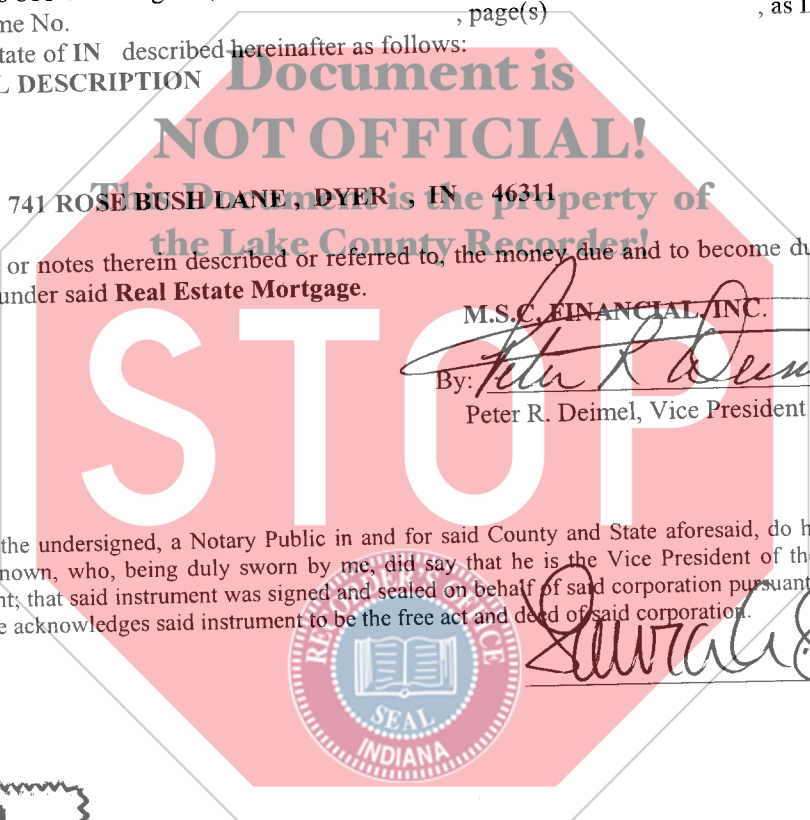 me No. , page(s) , as
tate of IN described hereinafter as follows:
L DESCRIPTION
Document is
NOT OFFICIAL!
741 ROSE BUSH LANE , DYER , IN 46311
This Document is the property of
the Lake County Recorder!
or notes therein described or referred to, the money due and to become du
under said Real Estate Mortgage.
M.S.C. FINANCIAL, INC.
By: Peter R Deim
Peter R. Deimel, Vice President
STOP
the undersigned, a Notary Public in and for said County and State aforesaid, do h
nown, who, being duly sworn by me, did say that he is the Vice President of the
nt; that said instrument was signed and sealed on behalf of said corporation pursuant
e acknowledges said instrument to be the free act and deed of said corporation.
RECORDER'S OFFICE
SEAL
INDIANA